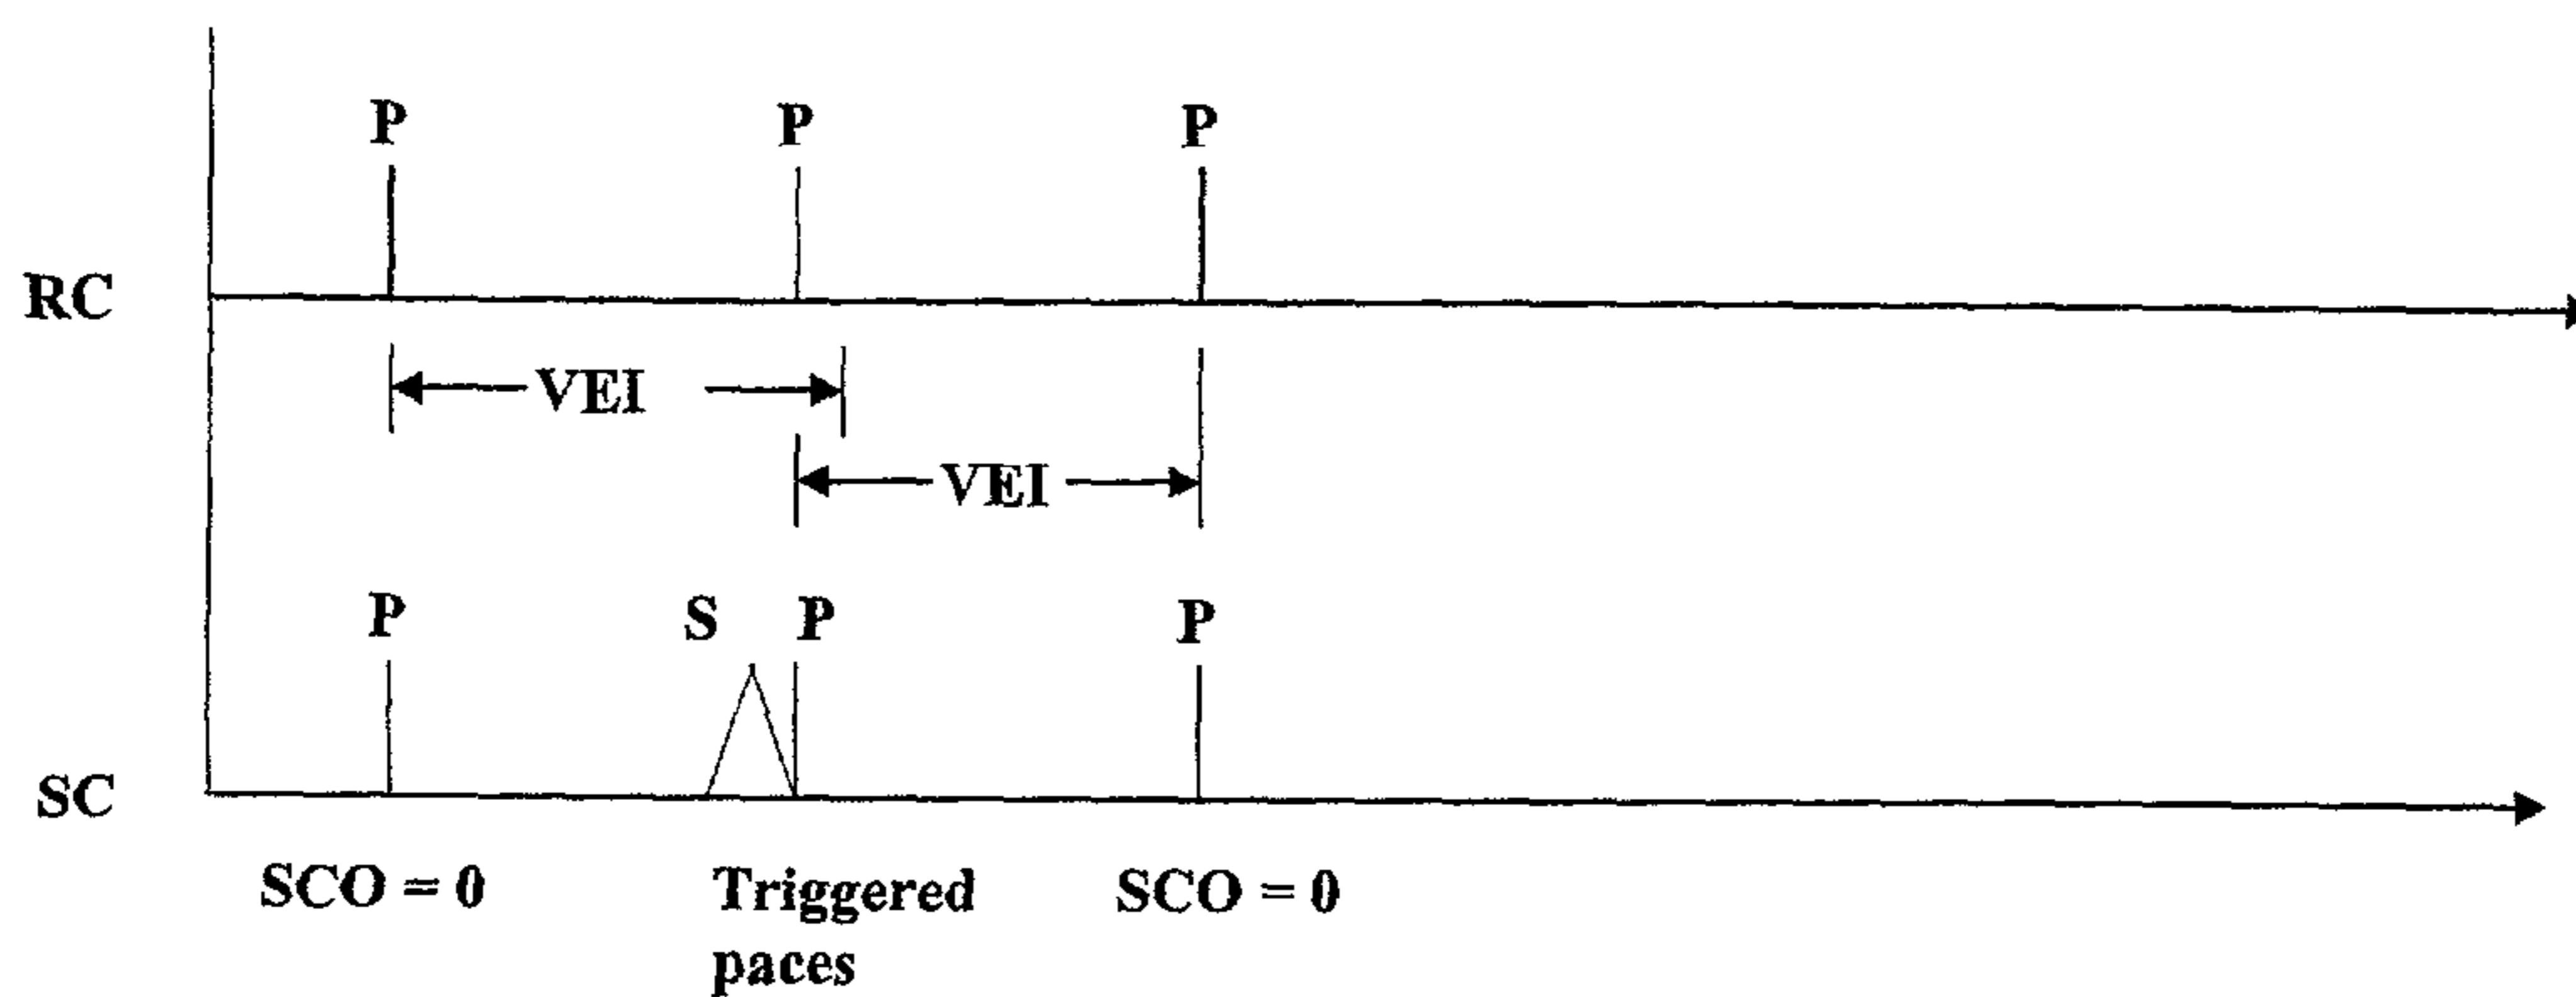 P P P
RC
VEI
VEI
P S P P
SC
SCO = 0 Triggered SCO = 0
paces